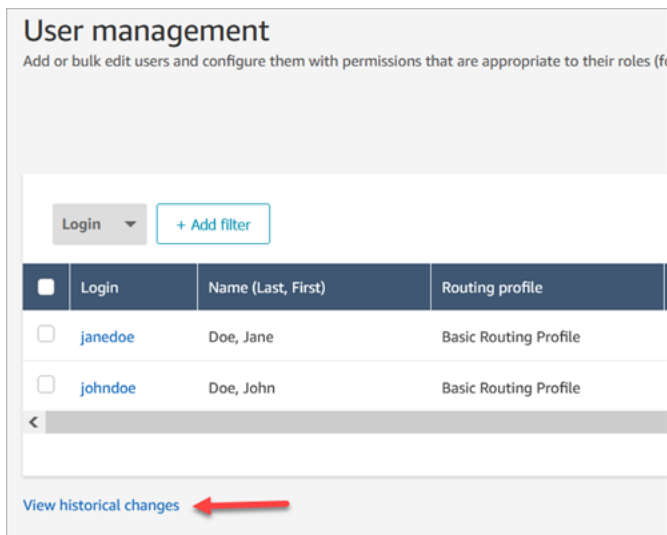 User management
Add or bulk edit users and configure them with permissions that are appropriate to their roles
Login
+ Add filter
Login Name (Last, First) Routing profile
janedoe Doe, Jane Basic Routing Profile
johndoe Doe, John Basic Routing Profile
View historical changes